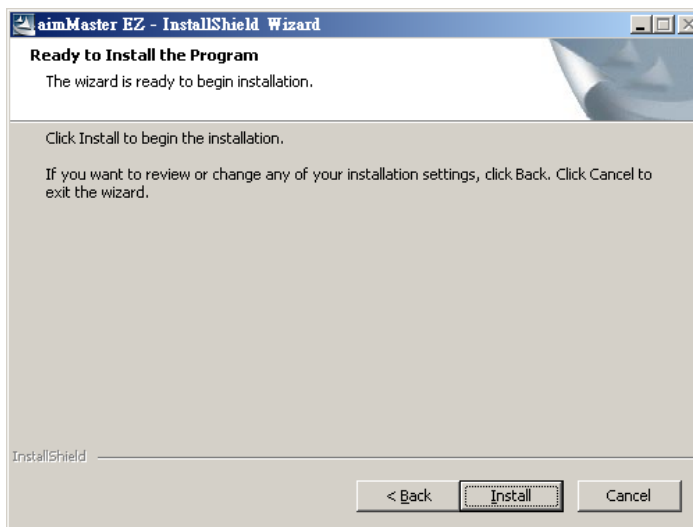 aimMaster EZ - InstallShield Wizard
Ready to Install the Program
The wizard is ready to begin installation.
Click Install to begin the installation.
If you want to review or change any of your installation settings, click Back. Click Cancel to
exit the wizard.
InstallShield
< Back Install Cancel